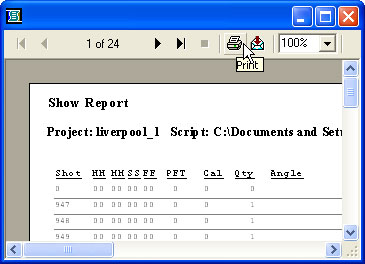 1 of 24
100%
Print
Show Report
Project: liverpool_1 Script: C:\Documents and Sett
Shot HH MM SS FF PFT Cal Qty Angle
0 00 00 00 00 0 0 0
947 00 00 00 00 0 0 1
948 00 00 00 00 0 0 1
949 00 00 00 00 0 0 1